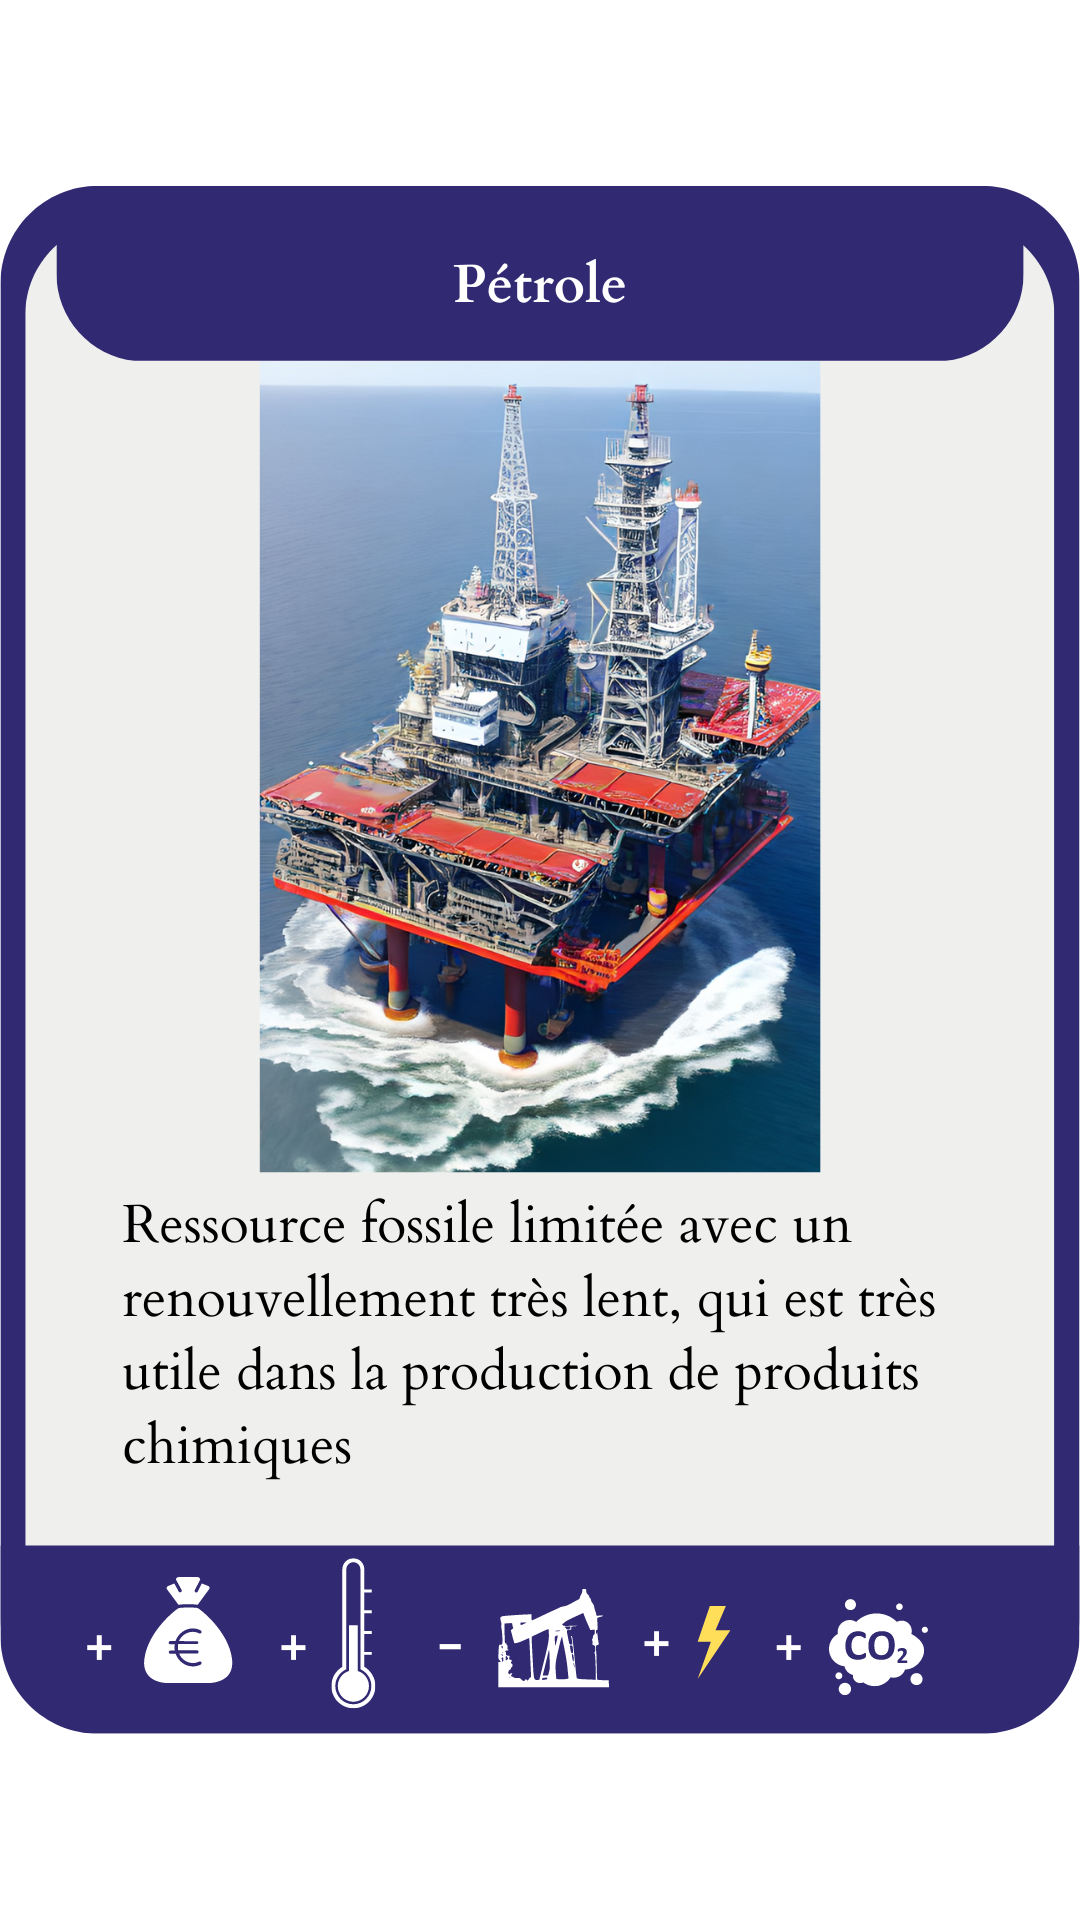 Pétrole
Ressource fossile limitée avec un
renouvellement très lent, qui est très
utile dans la production de produits
chimiques
+ € + - + + CO₂